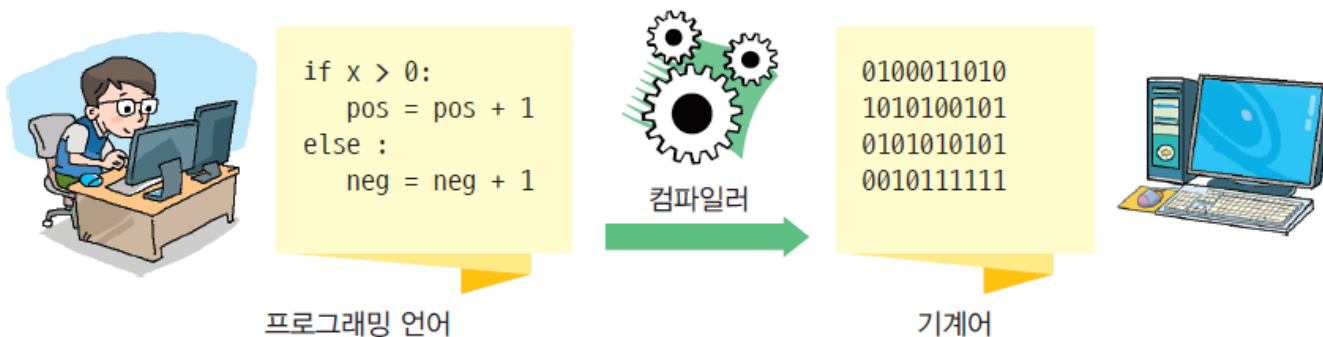 if x > 0:
   pos = pos + 1
else :
   neg = neg + 1
컴파일러
0100011010
1010100101
0101010101
0010111111
프로그래밍 언어
기계어